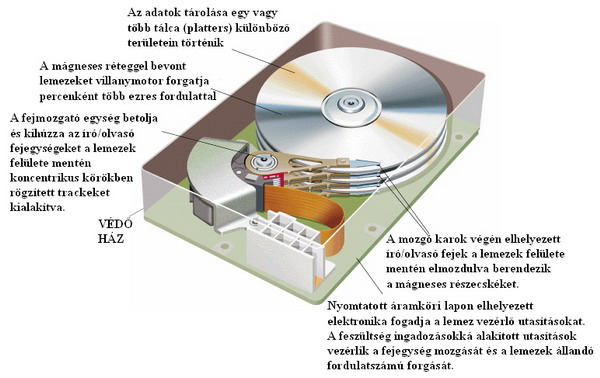 Az adatok tárolása egy vagy
több tálca (platters) különböző
területein történik
A mágneses réteggel bevont
lemezeket villanymotor forgatja
percenként több ezres fordulattal
A fejmozgató egység betolja
és kihúzza az író/olvasó
fejegységeket a lemezek
felülete mentén
koncentrikus körökben
rögzített trackeket
kialakítva.
VÉDŐ
HÁZ
A mozgó karok végén elhelyezett
író/olvasó fejek a lemezek felülete
mentén elmozdulva berendezik
a mágneses részecskéket.
Nyomtatott áramköri lapon elhelyezett
elektronika fogadja a lemez vezérlő utasításokat.
A feszültség ingadozásokká alakított utasítások
vezérlik a fejegység mozgását és a lemezek állandó
fordulatszámú forgását.